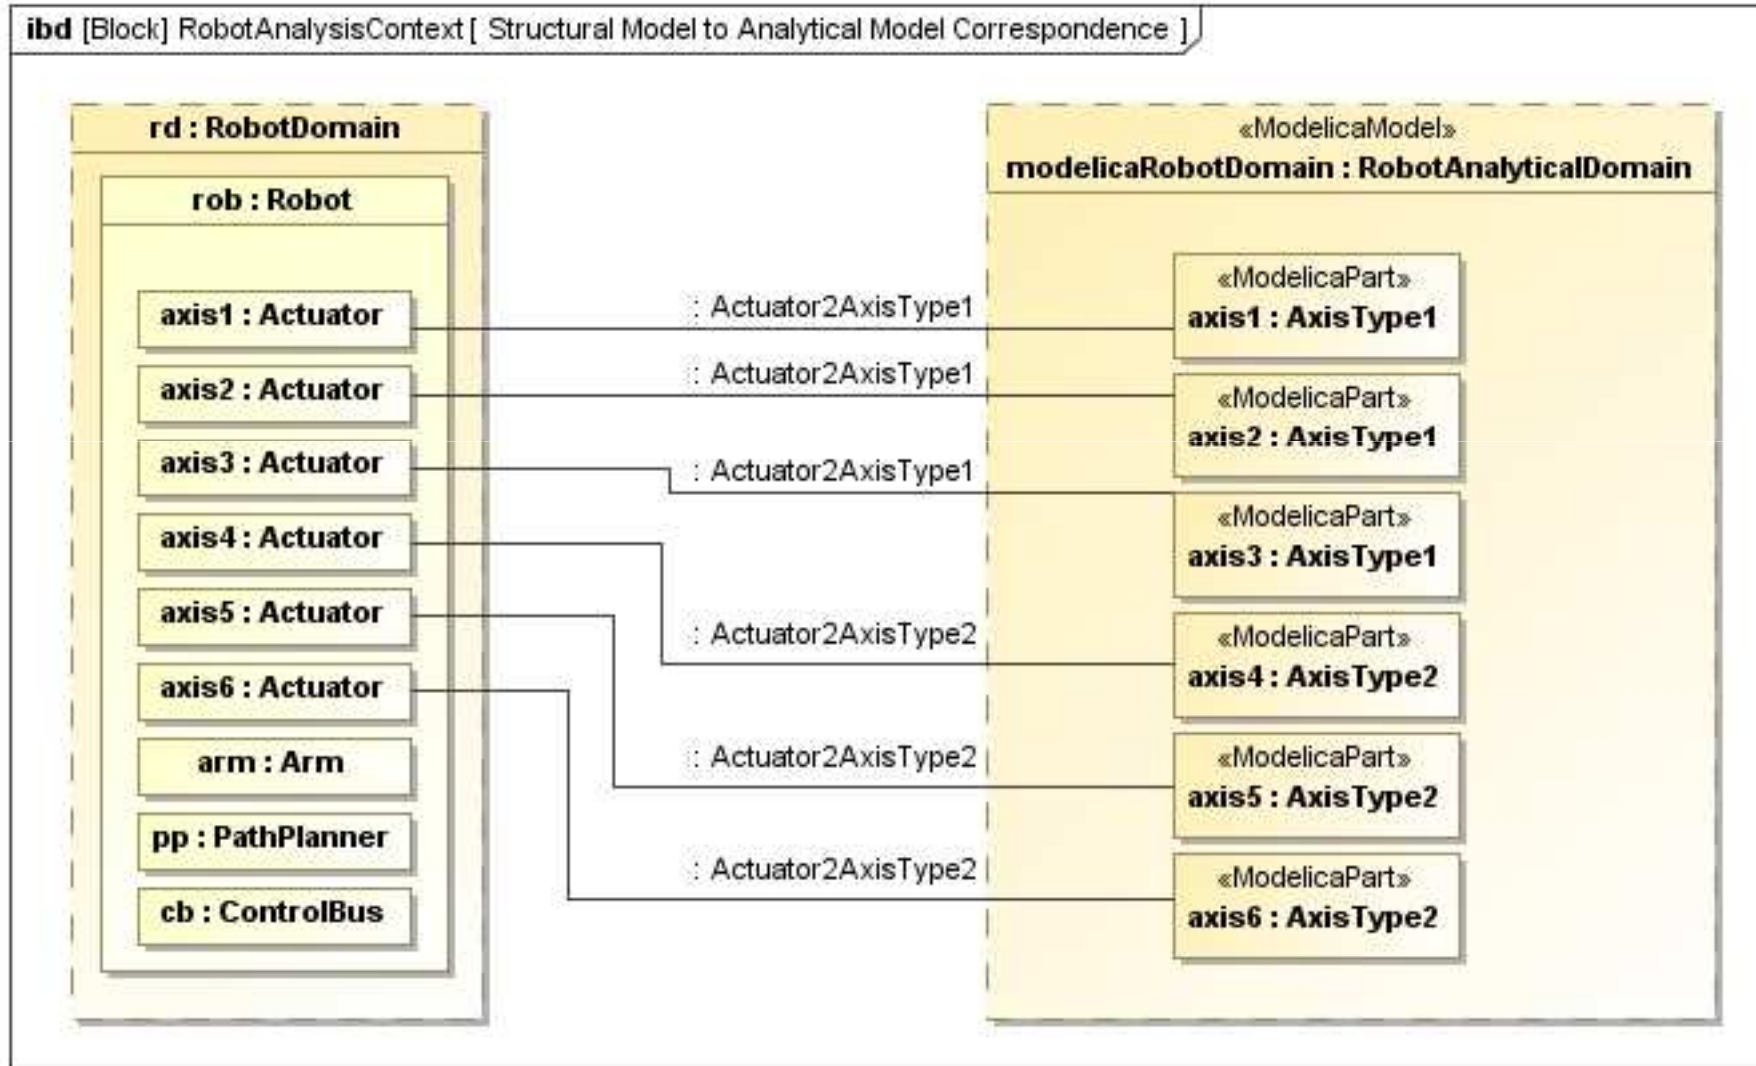 ibd [Block] RobotAnalysisContext [ Structural Model to Analytical Model Correspondence ]
rd : RobotDomain
rob : Robot
axis1 : Actuator
axis2 : Actuator
axis3 : Actuator
axis4 : Actuator
axis5 : Actuator
axis6 : Actuator
arm : Arm
pp : PathPlanner
cb : ControlBus
: Actuator2AxisType1
: Actuator2AxisType1
: Actuator2AxisType1
: Actuator2AxisType2
: Actuator2AxisType2
: Actuator2AxisType2
«ModelicaModel»
modelicaRobotDomain : RobotAnalyticalDomain
«ModelicaPart»
axis1 : AxisType1
«ModelicaPart»
axis2 : AxisType1
«ModelicaPart»
axis3 : AxisType1
«ModelicaPart»
axis4 : AxisType2
«ModelicaPart»
axis5 : AxisType2
«ModelicaPart»
axis6 : AxisType2